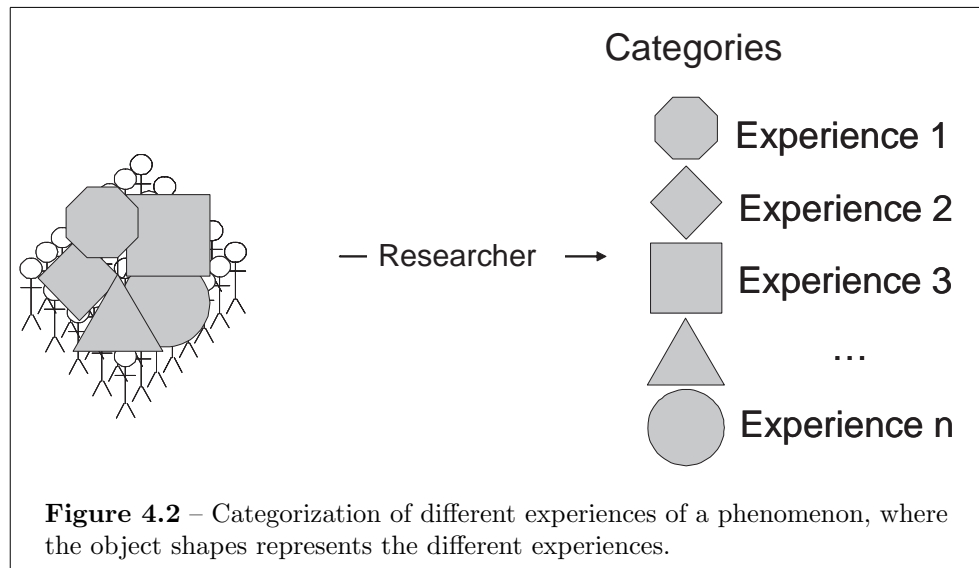 Categories
Experience 1
Experience 2
Researcher
Experience 3
...
Experience n
Figure 4.2 – Categorization of different experiences of a phenomenon, where
the object shapes represents the different experiences.